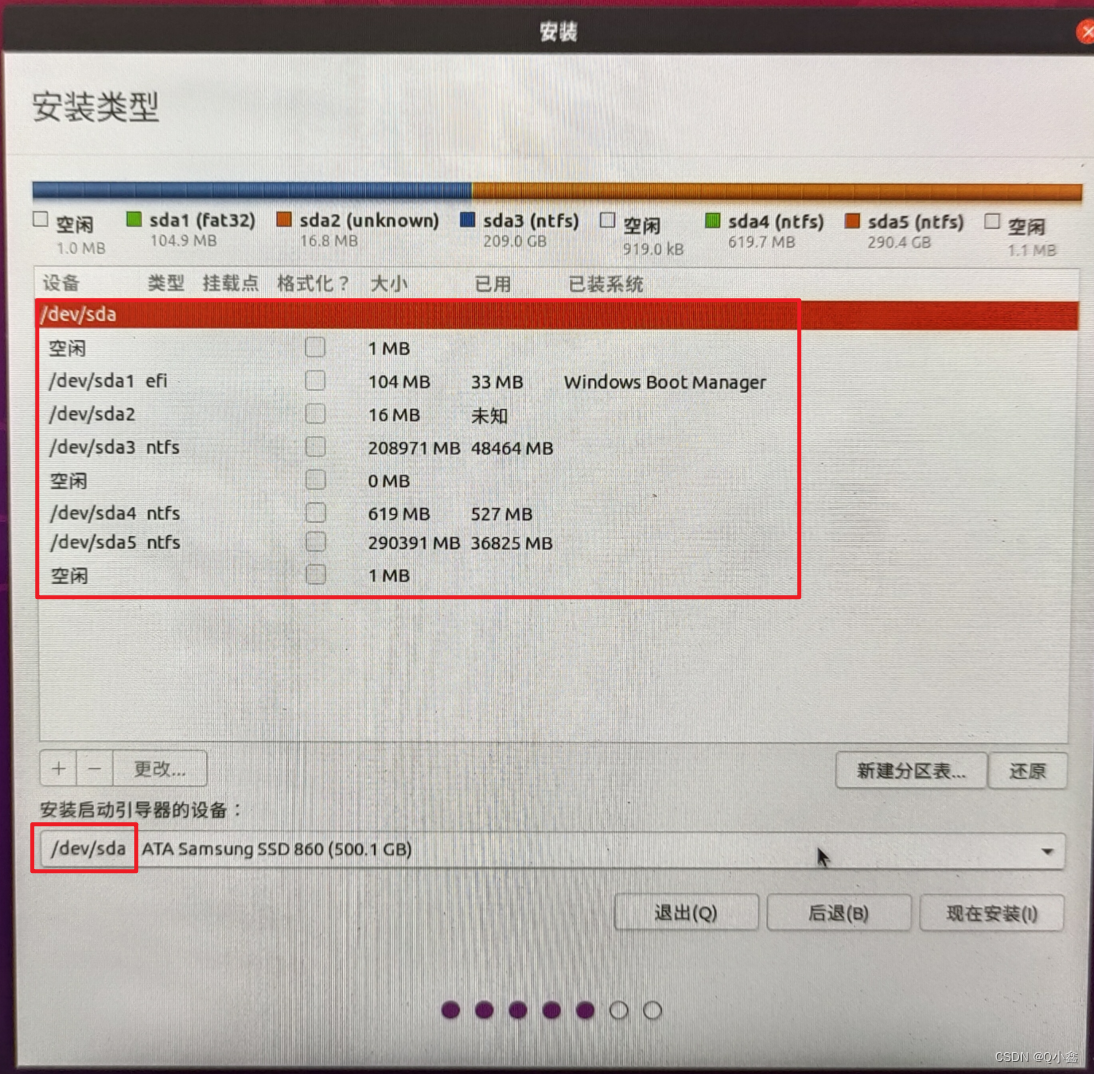 安装
安装类型
空闲 sda1 (fat32) sda2 (unknown) sda3 (ntfs) 空闲 sda4 (ntfs) sda5 (ntfs) 空闲
1.0 MB 104.9 MB 16.8 MB 209.0 GB 919.0 kB 619.7 MB 290.4 GB 1.1 MB
设备 类型 挂载点 格式化？ 大小 已用 已装系统
/dev/sda
空闲 1 MB
/dev/sda1 efi 104 MB 33 MB Windows Boot Manager
/dev/sda2 16 MB 未知
/dev/sda3 ntfs 208971 MB 48464 MB
空闲 0 MB
/dev/sda4 ntfs 619 MB 527 MB
/dev/sda5 ntfs 290391 MB 36825 MB
空闲 1 MB
+ − 更改... 新建分区表... 还原
安装启动引导器的设备：
/dev/sda ATA Samsung SSD 860 (500.1 GB)
退出(Q) 后退(B) 现在安装(I)
CSDN @Q小鑫